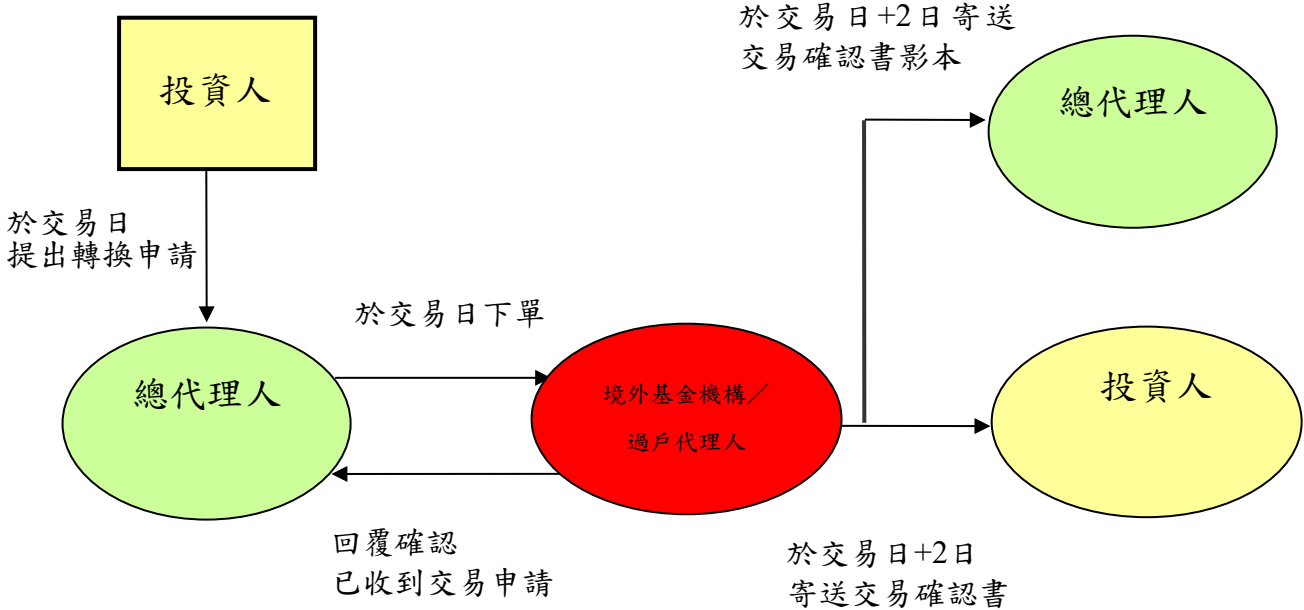 於交易日+2日寄送
交易確認書影本
投資人
總代理人
於交易日
提出轉換申請
於交易日下單
總代理人
境外基金機構／
過戶代理人
投資人
回覆確認
已收到交易申請
於交易日+2日
寄送交易確認書